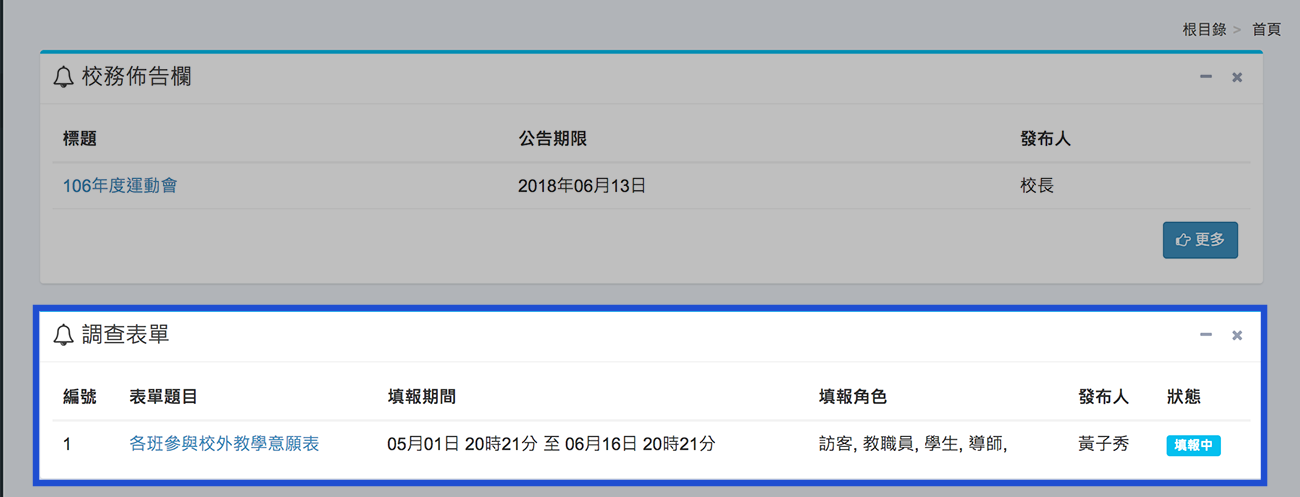 根目錄 > 首頁
校務佈告欄
標題 公告期限 發布人
106年度運動會 2018年06月13日 校長
更多
調查表單
編號 表單題目 填報期間 填報角色 發布人 狀態
1 各班參與校外教學意願表 05月01日 20時21分 至 06月16日 20時21分 訪客, 教職員, 學生, 導師, 黃子秀 填報中